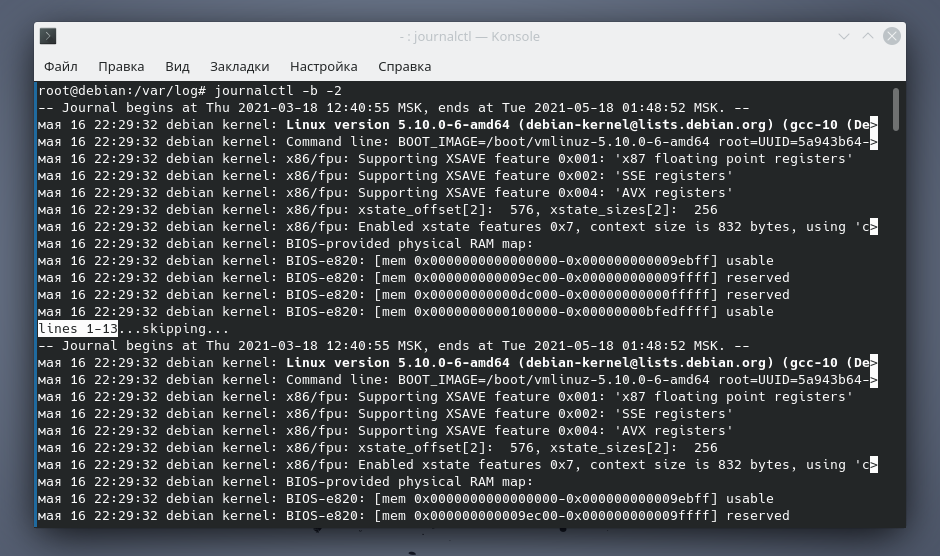 - : journalctl — Konsole
Файл Правка Вид Закладки Настройка Справка
root@debian:/var/log# journalctl -b -2
-- Journal begins at Thu 2021-03-18 12:40:55 MSK, ends at Tue 2021-05-18 01:48:52 MSK. --
мая 16 22:29:32 debian kernel: Linux version 5.10.0-6-amd64 (debian-kernel@lists.debian.org) (gcc-10 (De>
мая 16 22:29:32 debian kernel: Command line: BOOT_IMAGE=/boot/vmlinuz-5.10.0-6-amd64 root=UUID=5a943b64->
мая 16 22:29:32 debian kernel: x86/fpu: Supporting XSAVE feature 0x001: 'x87 floating point registers'
мая 16 22:29:32 debian kernel: x86/fpu: Supporting XSAVE feature 0x002: 'SSE registers'
мая 16 22:29:32 debian kernel: x86/fpu: Supporting XSAVE feature 0x004: 'AVX registers'
мая 16 22:29:32 debian kernel: x86/fpu: xstate_offset[2]:  576, xstate_sizes[2]:  256
мая 16 22:29:32 debian kernel: x86/fpu: Enabled xstate features 0x7, context size is 832 bytes, using 'c>
мая 16 22:29:32 debian kernel: BIOS-provided physical RAM map:
мая 16 22:29:32 debian kernel: BIOS-e820: [mem 0x0000000000000000-0x000000000009ebff] usable
мая 16 22:29:32 debian kernel: BIOS-e820: [mem 0x000000000009ec00-0x000000000009ffff] reserved
мая 16 22:29:32 debian kernel: BIOS-e820: [mem 0x00000000000dc000-0x00000000000fffff] reserved
мая 16 22:29:32 debian kernel: BIOS-e820: [mem 0x0000000000100000-0x00000000bfedffff] usable
lines 1-13...skipping...
-- Journal begins at Thu 2021-03-18 12:40:55 MSK, ends at Tue 2021-05-18 01:48:52 MSK. --
мая 16 22:29:32 debian kernel: Linux version 5.10.0-6-amd64 (debian-kernel@lists.debian.org) (gcc-10 (De>
мая 16 22:29:32 debian kernel: Command line: BOOT_IMAGE=/boot/vmlinuz-5.10.0-6-amd64 root=UUID=5a943b64->
мая 16 22:29:32 debian kernel: x86/fpu: Supporting XSAVE feature 0x001: 'x87 floating point registers'
мая 16 22:29:32 debian kernel: x86/fpu: Supporting XSAVE feature 0x002: 'SSE registers'
мая 16 22:29:32 debian kernel: x86/fpu: Supporting XSAVE feature 0x004: 'AVX registers'
мая 16 22:29:32 debian kernel: x86/fpu: xstate_offset[2]:  576, xstate_sizes[2]:  256
мая 16 22:29:32 debian kernel: x86/fpu: Enabled xstate features 0x7, context size is 832 bytes, using 'c>
мая 16 22:29:32 debian kernel: BIOS-provided physical RAM map:
мая 16 22:29:32 debian kernel: BIOS-e820: [mem 0x0000000000000000-0x000000000009ebff] usable
мая 16 22:29:32 debian kernel: BIOS-e820: [mem 0x000000000009ec00-0x000000000009ffff] reserved